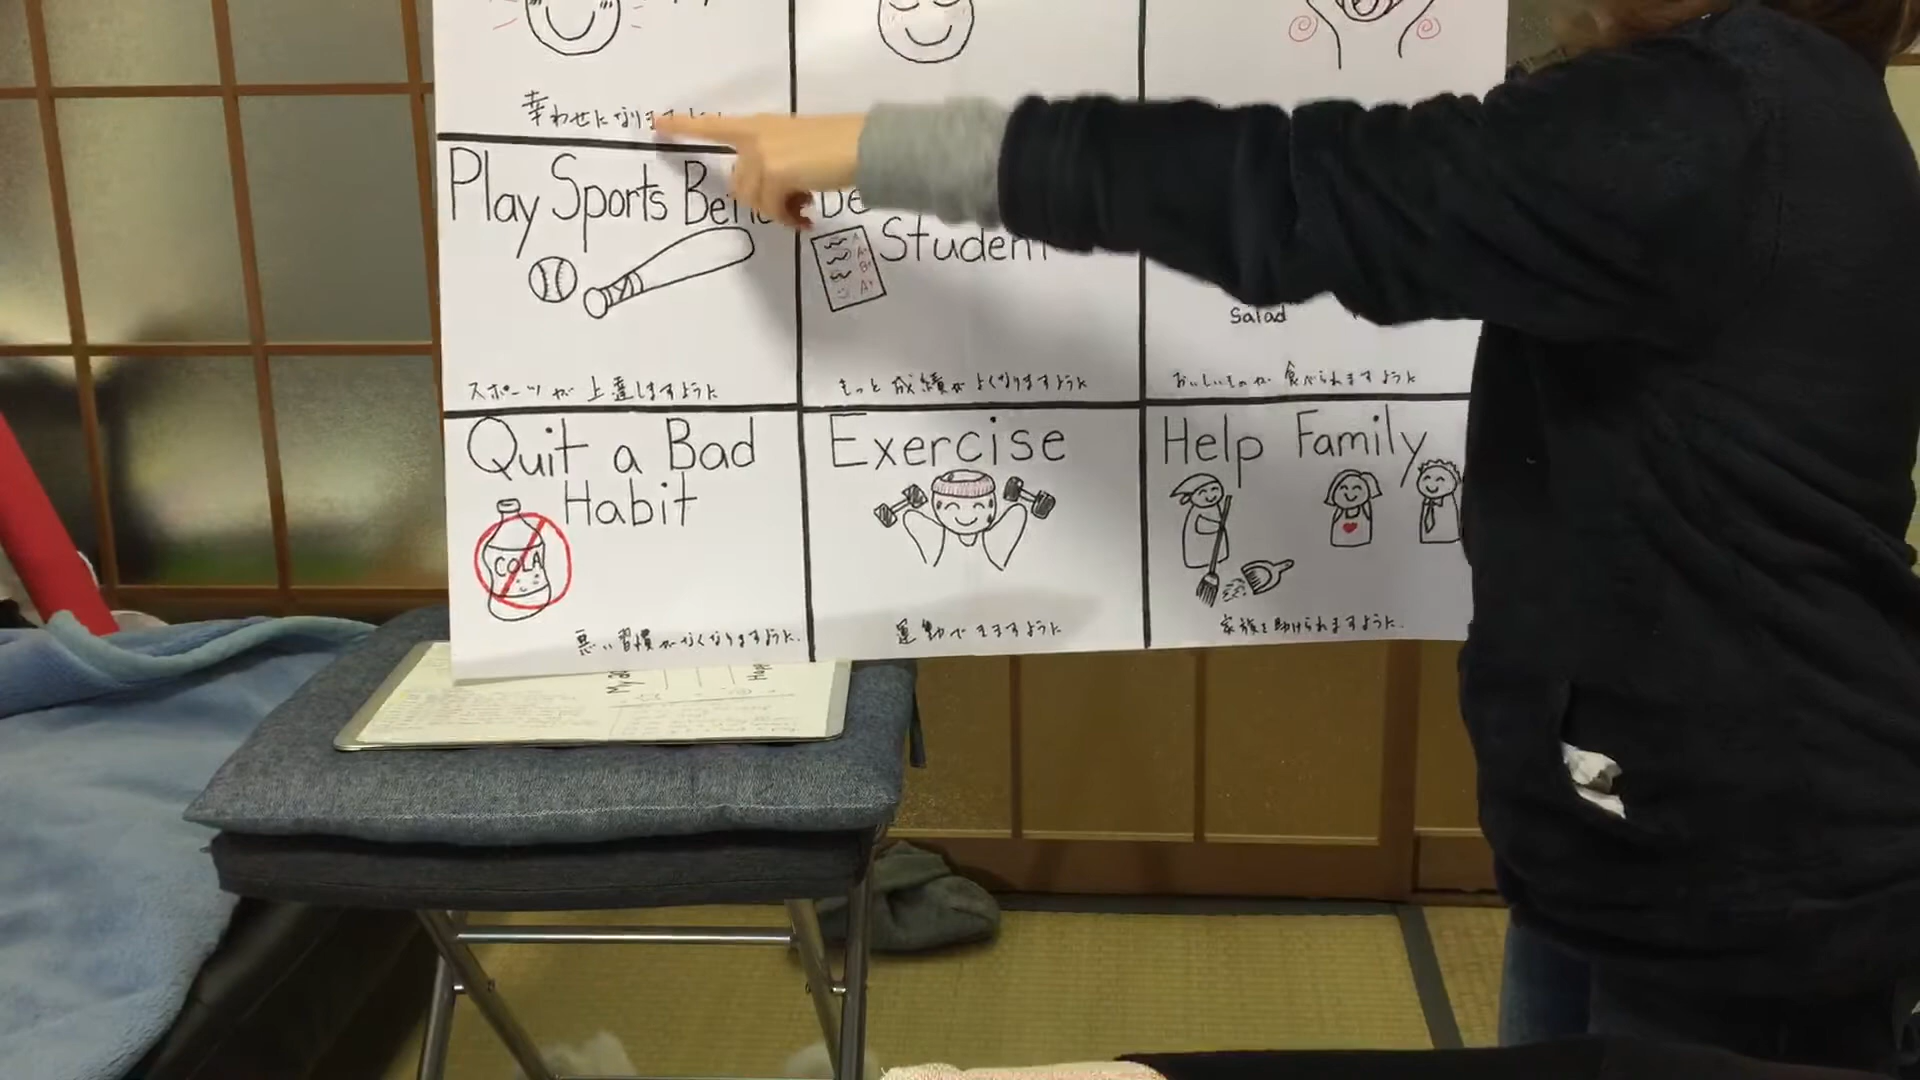 幸わせになりま
Play Sports
Student
Salad
スポーツが上達しますように
もっと成績がよくなりますように
おいしいものが食べられますように
Quit a Bad
Habit
COLA
Exercise
Help Family
悪い習慣がなくなりますように.
運動できますように
家族を助けられますように.